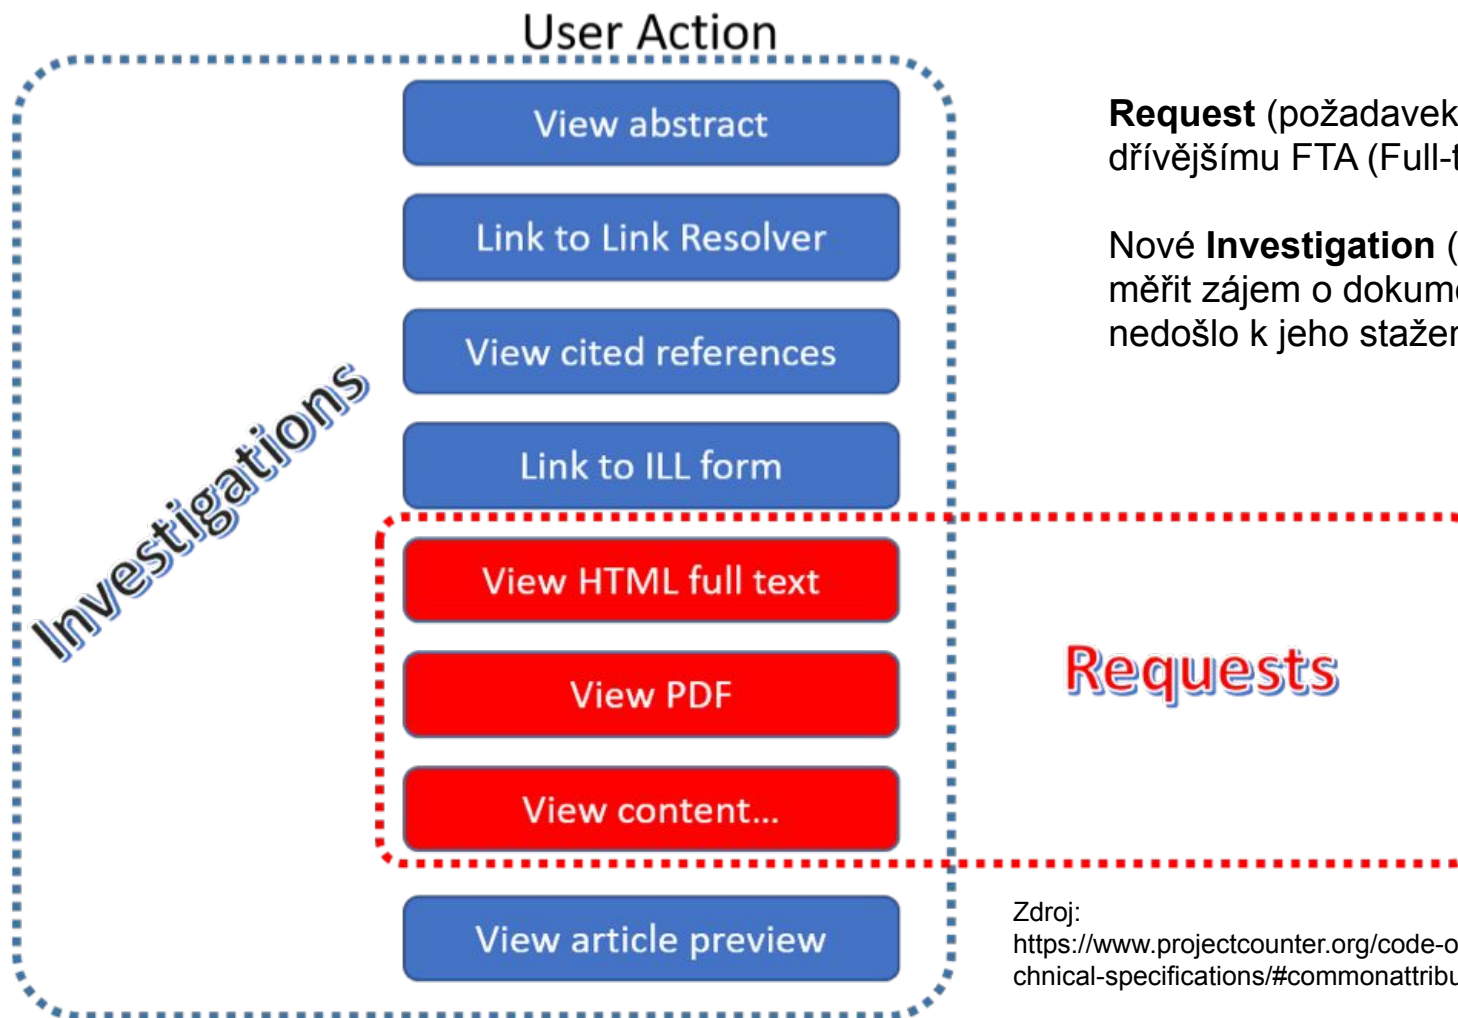 User Action
View abstract
Link to Link Resolver
View cited references
Link to ILL form
View HTML full text
View PDF
View content…
View article preview
Investigations
Requests
Request (požadavek
dřívějšímu FTA (Full-t
Nové Investigation (
měřit zájem o dokume
nedošlo k jeho stažer
Zdroj:
https://www.projectcounter.org/code-o
chnical-specifications/#commonattribu